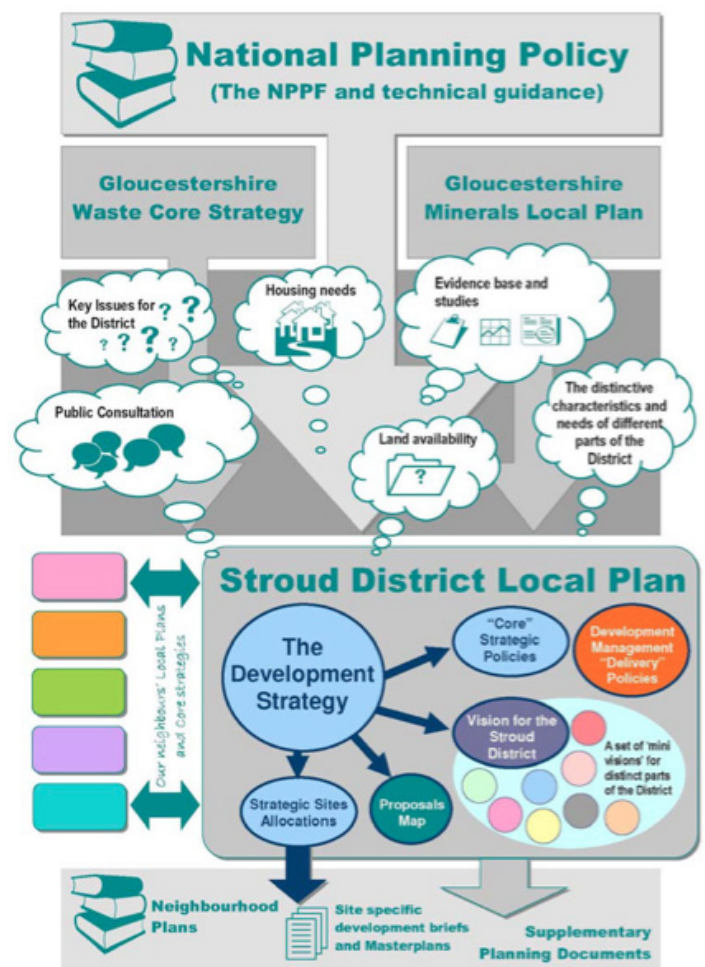 National Planning Policy
(The NPPF and technical guidance)
Gloucestershire
Waste Core Strategy
Gloucestershire
Minerals Local Plan
Key Issues for
the District
? ? ? ? ? ?
Housing needs
Evidence base and
studies
Public Consultation
Land availability
?
The distinctive
characteristics and
needs of different
parts of the
District
Our neighbours' Local Plans
and Core strategies
Stroud District Local Plan
The
Development
Strategy
"Core"
Strategic
Policies
Development
Management
"Delivery"
Policies
Vision for the
Stroud
District
A set of 'mini
visions' for
distinct parts
of the District
Strategic Sites
Allocations
Proposals
Map
Neighbourhood
Plans
Site specific
development briefs
and Masterplans
Supplementary
Planning Documents